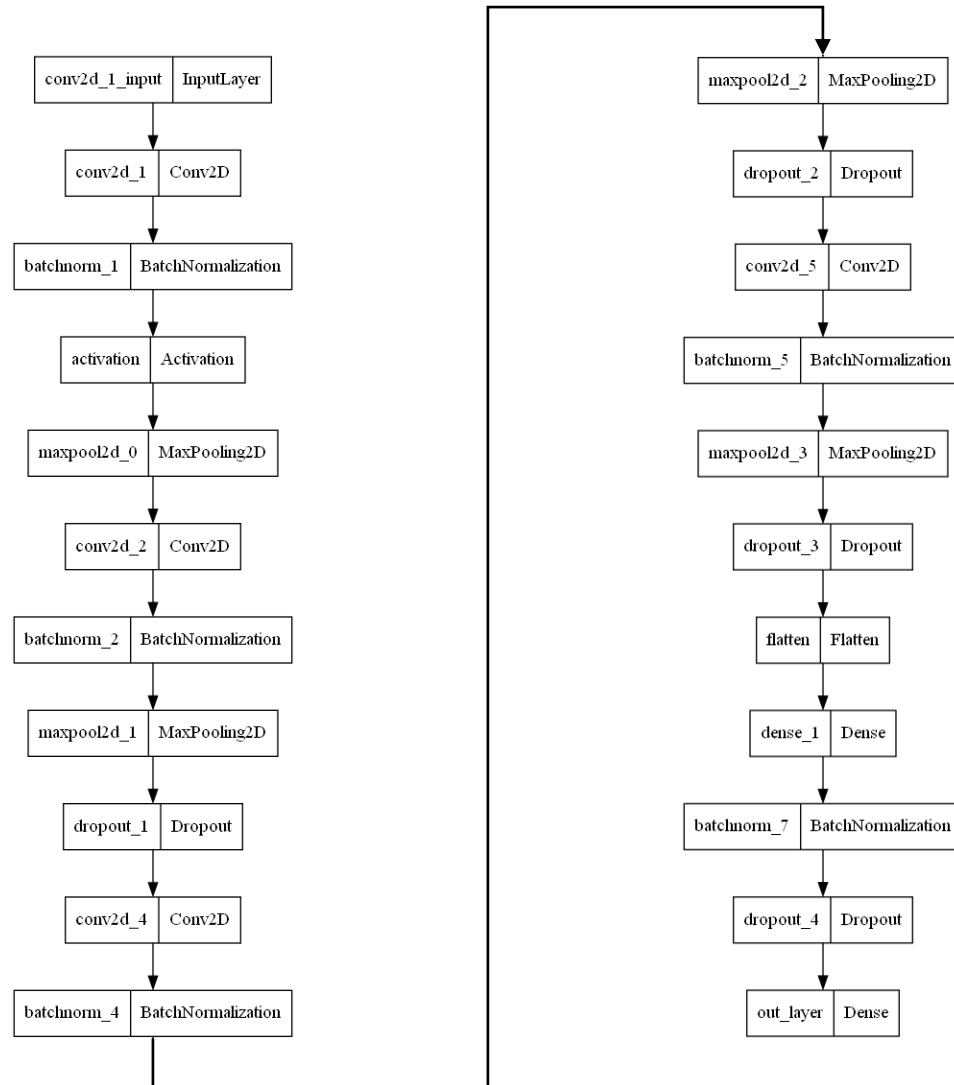 conv2d_1_input InputLayer
conv2d_1 Conv2D
batchnorm_1 BatchNormalization
activation Activation
maxpool2d_0 MaxPooling2D
conv2d_2 Conv2D
batchnorm_2 BatchNormalization
maxpool2d_1 MaxPooling2D
dropout_1 Dropout
conv2d_4 Conv2D
batchnorm_4 BatchNormalization
maxpool2d_2 MaxPooling2D
dropout_2 Dropout
conv2d_5 Conv2D
batchnorm_5 BatchNormalization
maxpool2d_3 MaxPooling2D
dropout_3 Dropout
flatten Flatten
dense_1 Dense
batchnorm_7 BatchNormalization
dropout_4 Dropout
out_layer Dense